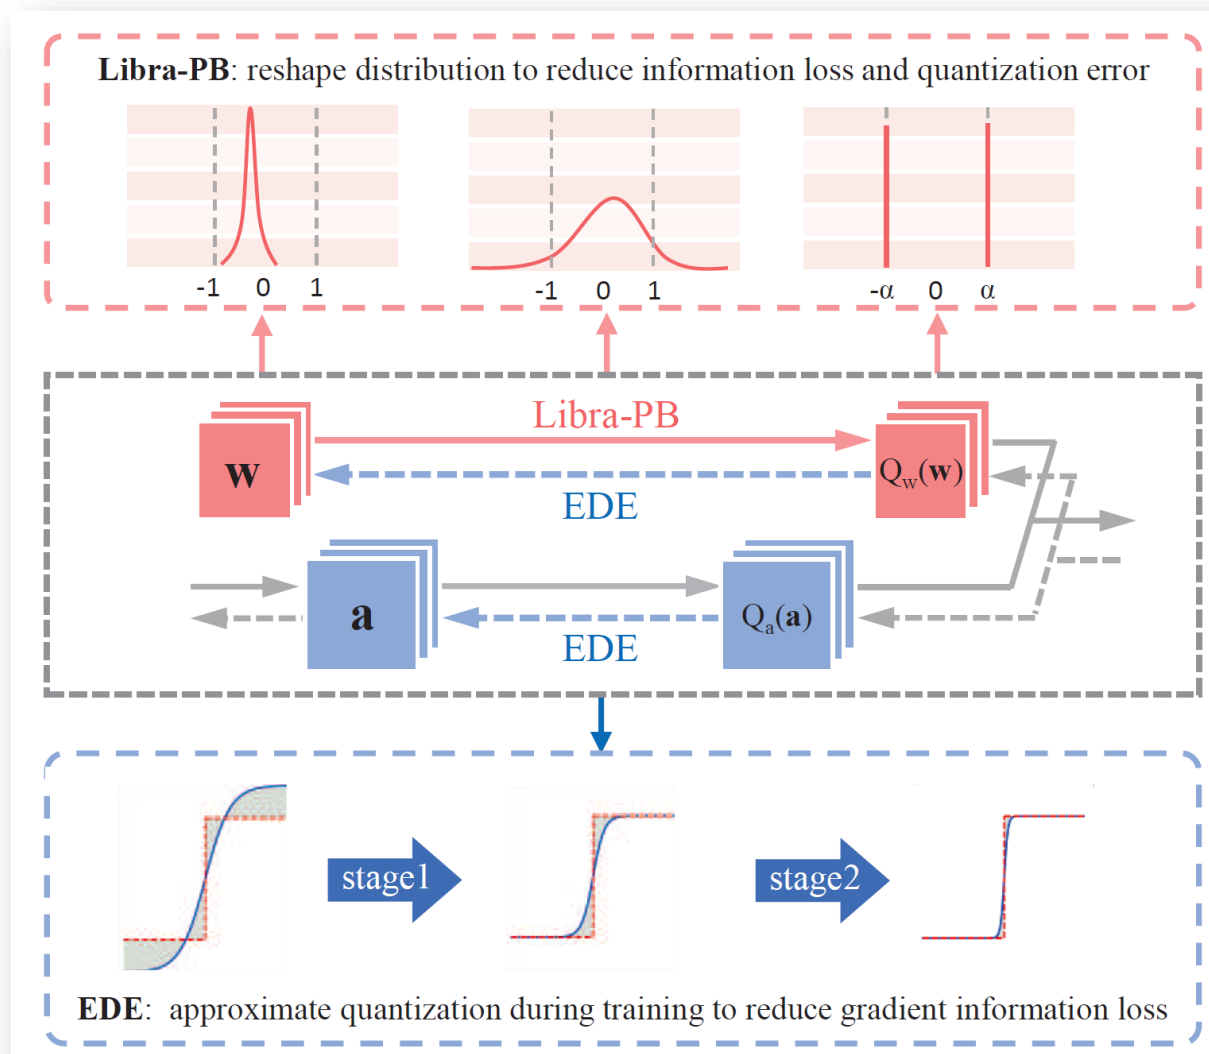 Libra-PB: reshape distribution to reduce information loss and quantization error
-1 0 1
-1 0 1
-α 0 α
Libra-PB
w
Qw(w)
EDE
a
Qa(a)
EDE
stage1
stage2
EDE: approximate quantization during training to reduce gradient information loss